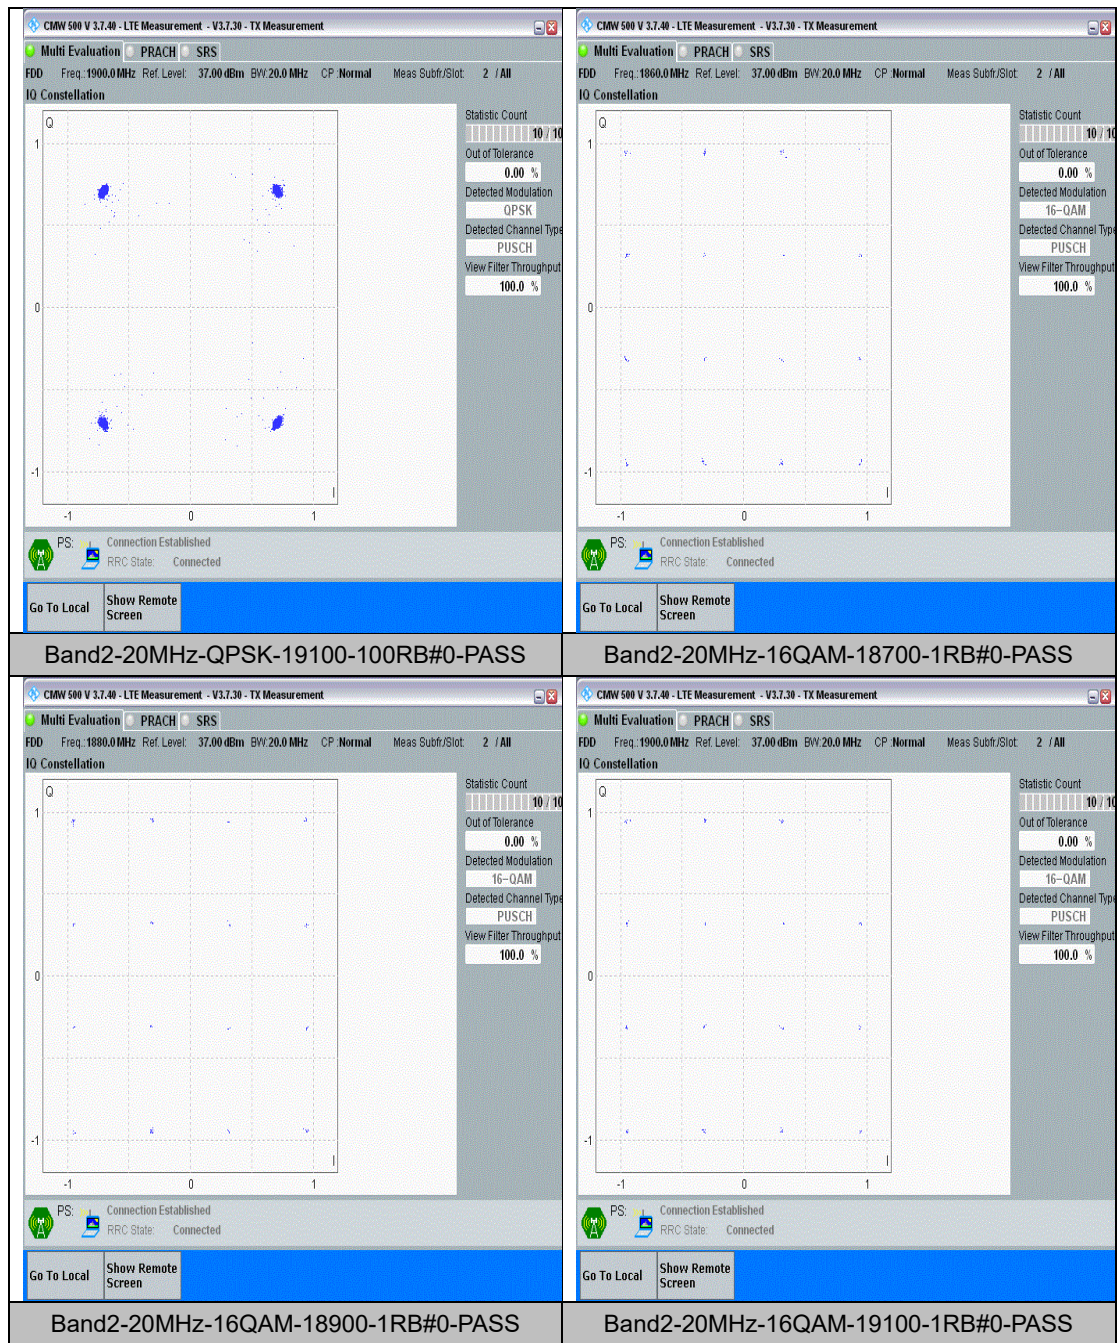 CMW 500 V 3.7.40 - LTE Measurement - V3.7.30 - TX Measurement
Multi Evaluation PRACH SRS
FDD Freq.:1900.0 MHz Ref. Level: 37.00 dBm BW:20.0 MHz CP :Normal Meas Subfr./Slot: 2 / All
IQ Constellation
Q
Statistic Count
10 / 10
Out of Tolerance
0.00 %
Detected Modulation
QPSK
Detected Channel Type
PUSCH
View Filter Throughput
100.0 %
1
0
-1
I
-1 0 1
PS: Connection Established
RRC State: Connected
Go To Local Show Remote Screen
Band2-20MHz-QPSK-19100-100RB#0-PASS
CMW 500 V 3.7.40 - LTE Measurement - V3.7.30 - TX Measurement
Multi Evaluation PRACH SRS
FDD Freq.:1860.0 MHz Ref. Level: 37.00 dBm BW:20.0 MHz CP :Normal Meas Subfr./Slot: 2 / All
IQ Constellation
Q
Statistic Count
10 / 10
Out of Tolerance
0.00 %
Detected Modulation
16-QAM
Detected Channel Type
PUSCH
View Filter Throughput
100.0 %
1
0
-1
I
-1 0 1
PS: Connection Established
RRC State: Connected
Go To Local Show Remote Screen
Band2-20MHz-16QAM-18700-1RB#0-PASS
CMW 500 V 3.7.40 - LTE Measurement - V3.7.30 - TX Measurement
Multi Evaluation PRACH SRS
FDD Freq.:1880.0 MHz Ref. Level: 37.00 dBm BW:20.0 MHz CP :Normal Meas Subfr./Slot: 2 / All
IQ Constellation
Q
Statistic Count
10 / 10
Out of Tolerance
0.00 %
Detected Modulation
16-QAM
Detected Channel Type
PUSCH
View Filter Throughput
100.0 %
1
0
-1
I
-1 0 1
PS: Connection Established
RRC State: Connected
Go To Local Show Remote Screen
Band2-20MHz-16QAM-18900-1RB#0-PASS
CMW 500 V 3.7.40 - LTE Measurement - V3.7.30 - TX Measurement
Multi Evaluation PRACH SRS
FDD Freq.:1900.0 MHz Ref. Level: 37.00 dBm BW:20.0 MHz CP :Normal Meas Subfr./Slot: 2 / All
IQ Constellation
Q
Statistic Count
10 / 10
Out of Tolerance
0.00 %
Detected Modulation
16-QAM
Detected Channel Type
PUSCH
View Filter Throughput
100.0 %
1
0
-1
I
-1 0 1
PS: Connection Established
RRC State: Connected
Go To Local Show Remote Screen
Band2-20MHz-16QAM-19100-1RB#0-PASS